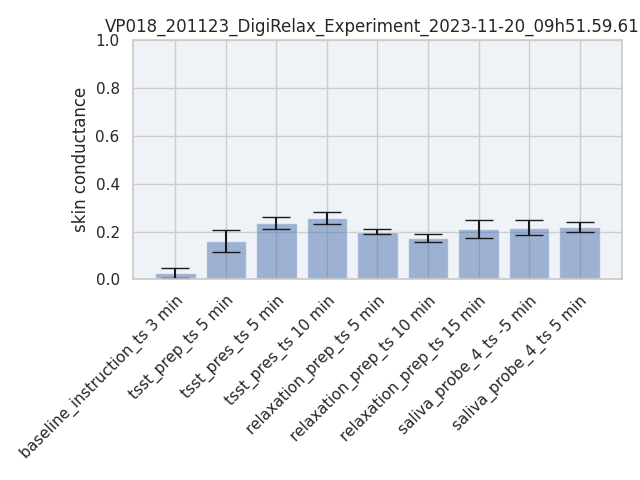 VP018_201123_DigiRelax_Experiment_2023-11-20_09h51.59.61
1.0
0.8
0.6
0.4
0.2
0.0
skin conductance
baseline_instruction_ts 3 min
tsst_prep_ts 5 min
tsst_pres_ts 5 min
tsst_pres_ts 10 min
relaxation_prep_ts 5 min
relaxation_prep_ts 10 min
relaxation_prep_ts 15 min
saliva_probe_4_ts -5 min
saliva_probe_4_ts 5 min